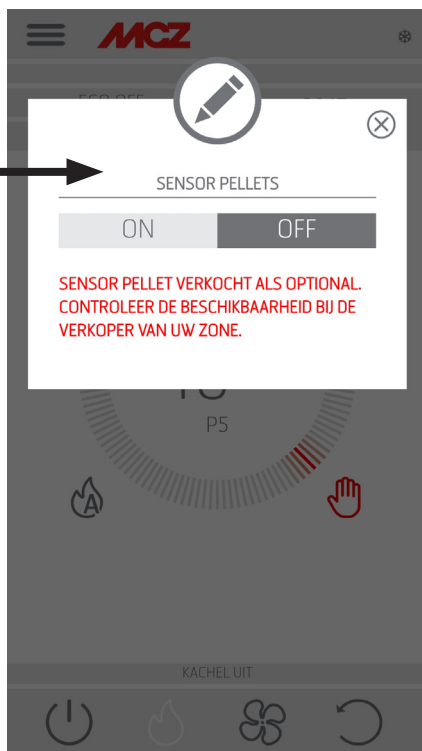 MCZ
SENSOR PELLETS
ON OFF
SENSOR PELLET VERKOCHT ALS OPTIONAL.
CONTROLEER DE BESCHIKBAARHEID BIJ DE
VERKOPER VAN UW ZONE.
P5
A
KACHEL UIT